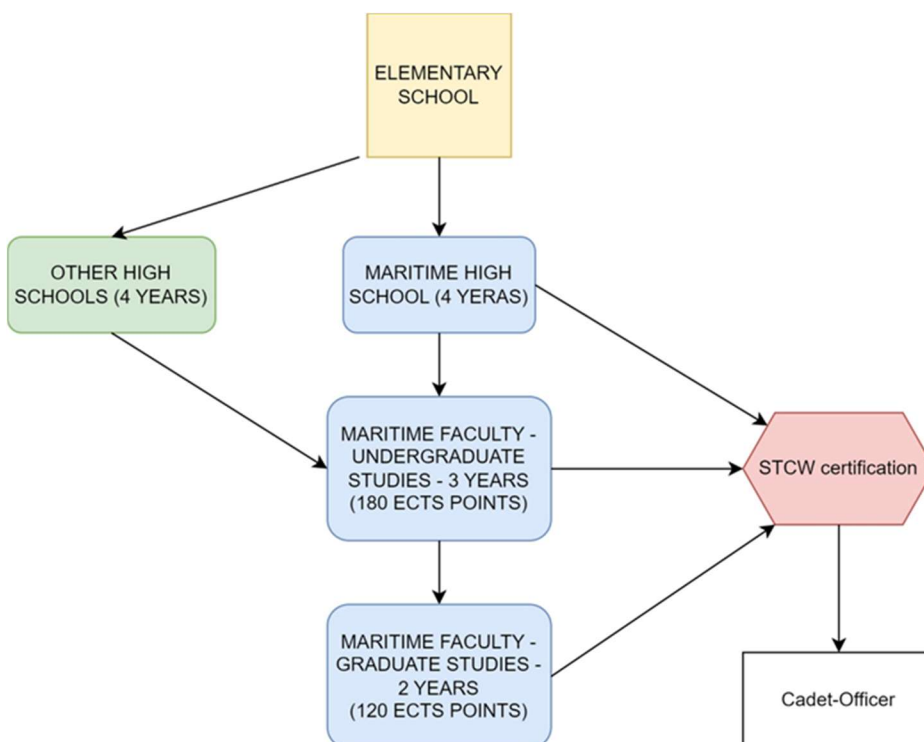 ELEMENTARY
SCHOOL
OTHER HIGH
SCHOOLS (4 YEARS)
MARITIME HIGH
SCHOOL (4 YERAS)
MARITIME FACULTY -
UNDERGRADUATE
STUDIES - 3 YEARS
(180 ECTS POINTS)
STCW certification
MARITIME FACULTY -
GRADUATE STUDIES -
2 YEARS
(120 ECTS POINTS)
Cadet-Officer